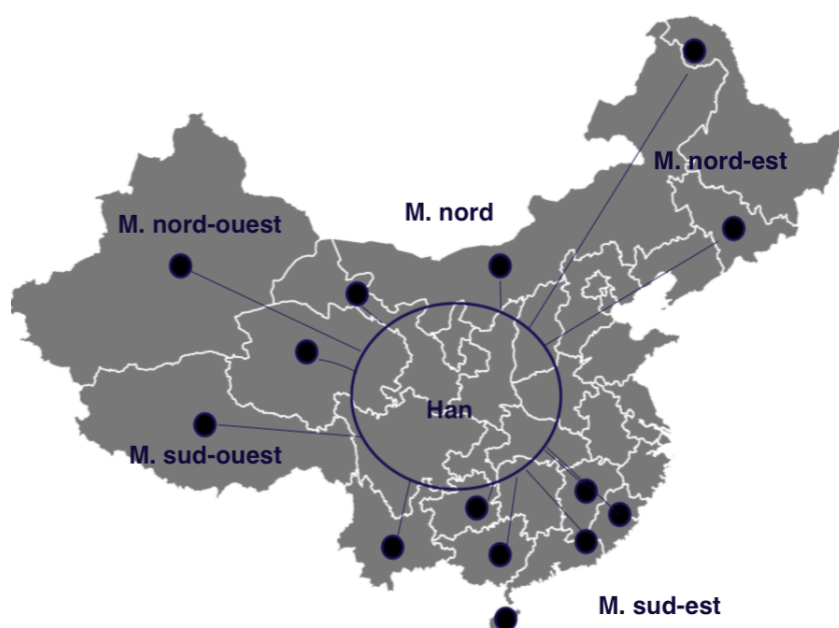 M. nord-est
M. nord
M. nord-ouest
Han
M. sud-ouest
M. sud-est